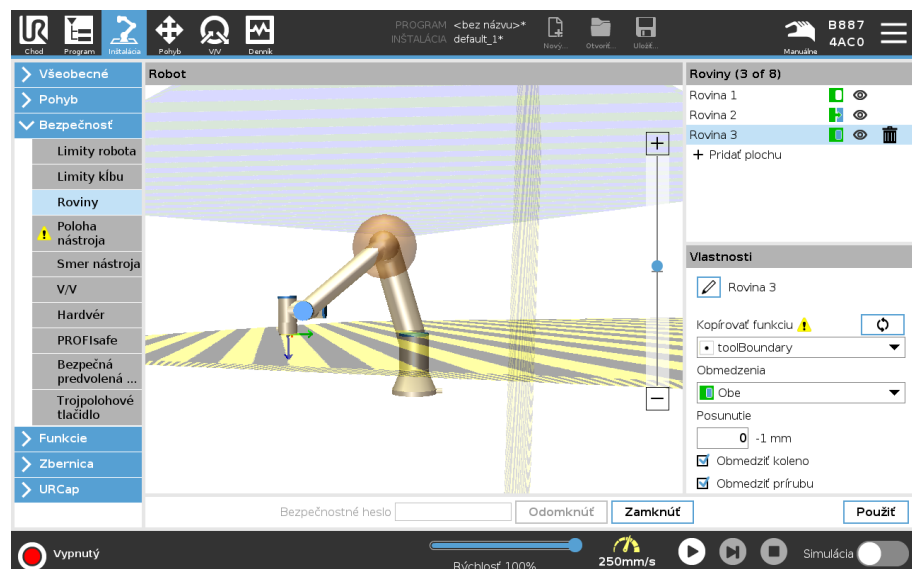 Chod
Program
Inštalácia
Pohyb
V/V
Denník
PROGRAM <bez názvu>*
INŠTALÁCIA default_1*
Nový...
Otvoriť...
Uložiť...
Manuálne
B887
4AC0
Všeobecné
Pohyb
Bezpečnosť
Limity robota
Limity kĺbu
Roviny
Poloha
nástroja
Smer nástroja
V/V
Hardvér
PROFIsafe
Bezpečná
predvolená ...
Trojpolohové
tlačidlo
Funkcie
Zbernica
URCap
Robot
Roviny (3 of 8)
Rovina 1
Rovina 2
Rovina 3
+ Pridať plochu
Vlastnosti
Rovina 3
Kopírovať funkciu
toolBoundary
Obmedzenia
Obe
Posunutie
0 -1 mm
Obmedziť koleno
Obmedziť prírubu
Bezpečnostné heslo
Odomknúť
Zamknúť
Použiť
Vypnutý
Rýchlosť 100%
250mm/s
Simulácia